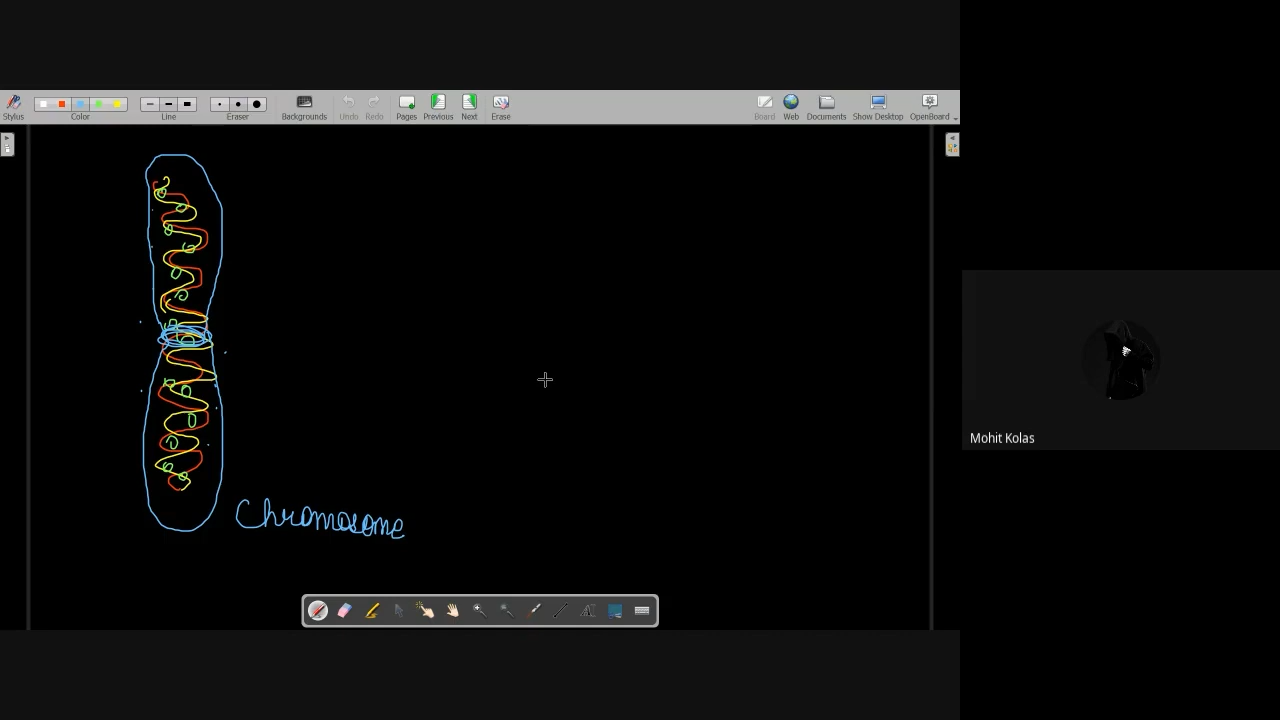 Stylus Color Line Eraser Backgrounds Undo Redo Pages Previous Next Erase Board Web Documents Show Desktop OpenBoard
Chromosome
Mohit Kolas